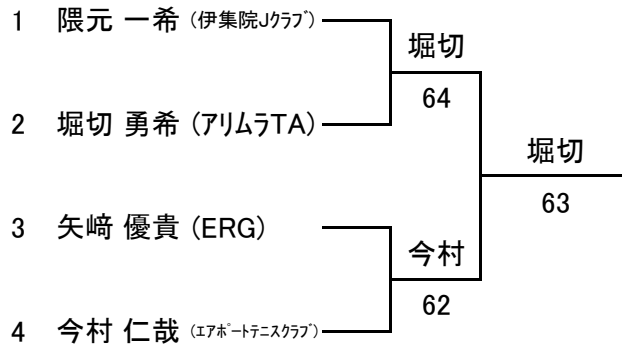 1 隈元 一希 (伊集院Jｸﾗﾌﾞ)
堀切
64
2 堀切 勇希 (アリムラTA)
堀切
63
3 矢﨑 優貴 (ERG)
今村
62
4 今村 仁哉 (ｴｱﾎﾟｰﾄﾃﾆｽｸﾗﾌﾞ)